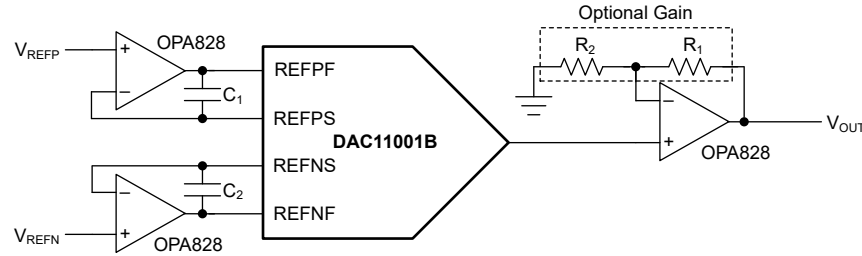 Optional Gain
R2
R1
VREFP
+
OPA828
−
C1
REFPF
REFPS
DAC11001B
REFNS
REFNF
C2
−
+
VREFN
OPA828
−
+
OPA828
VOUT